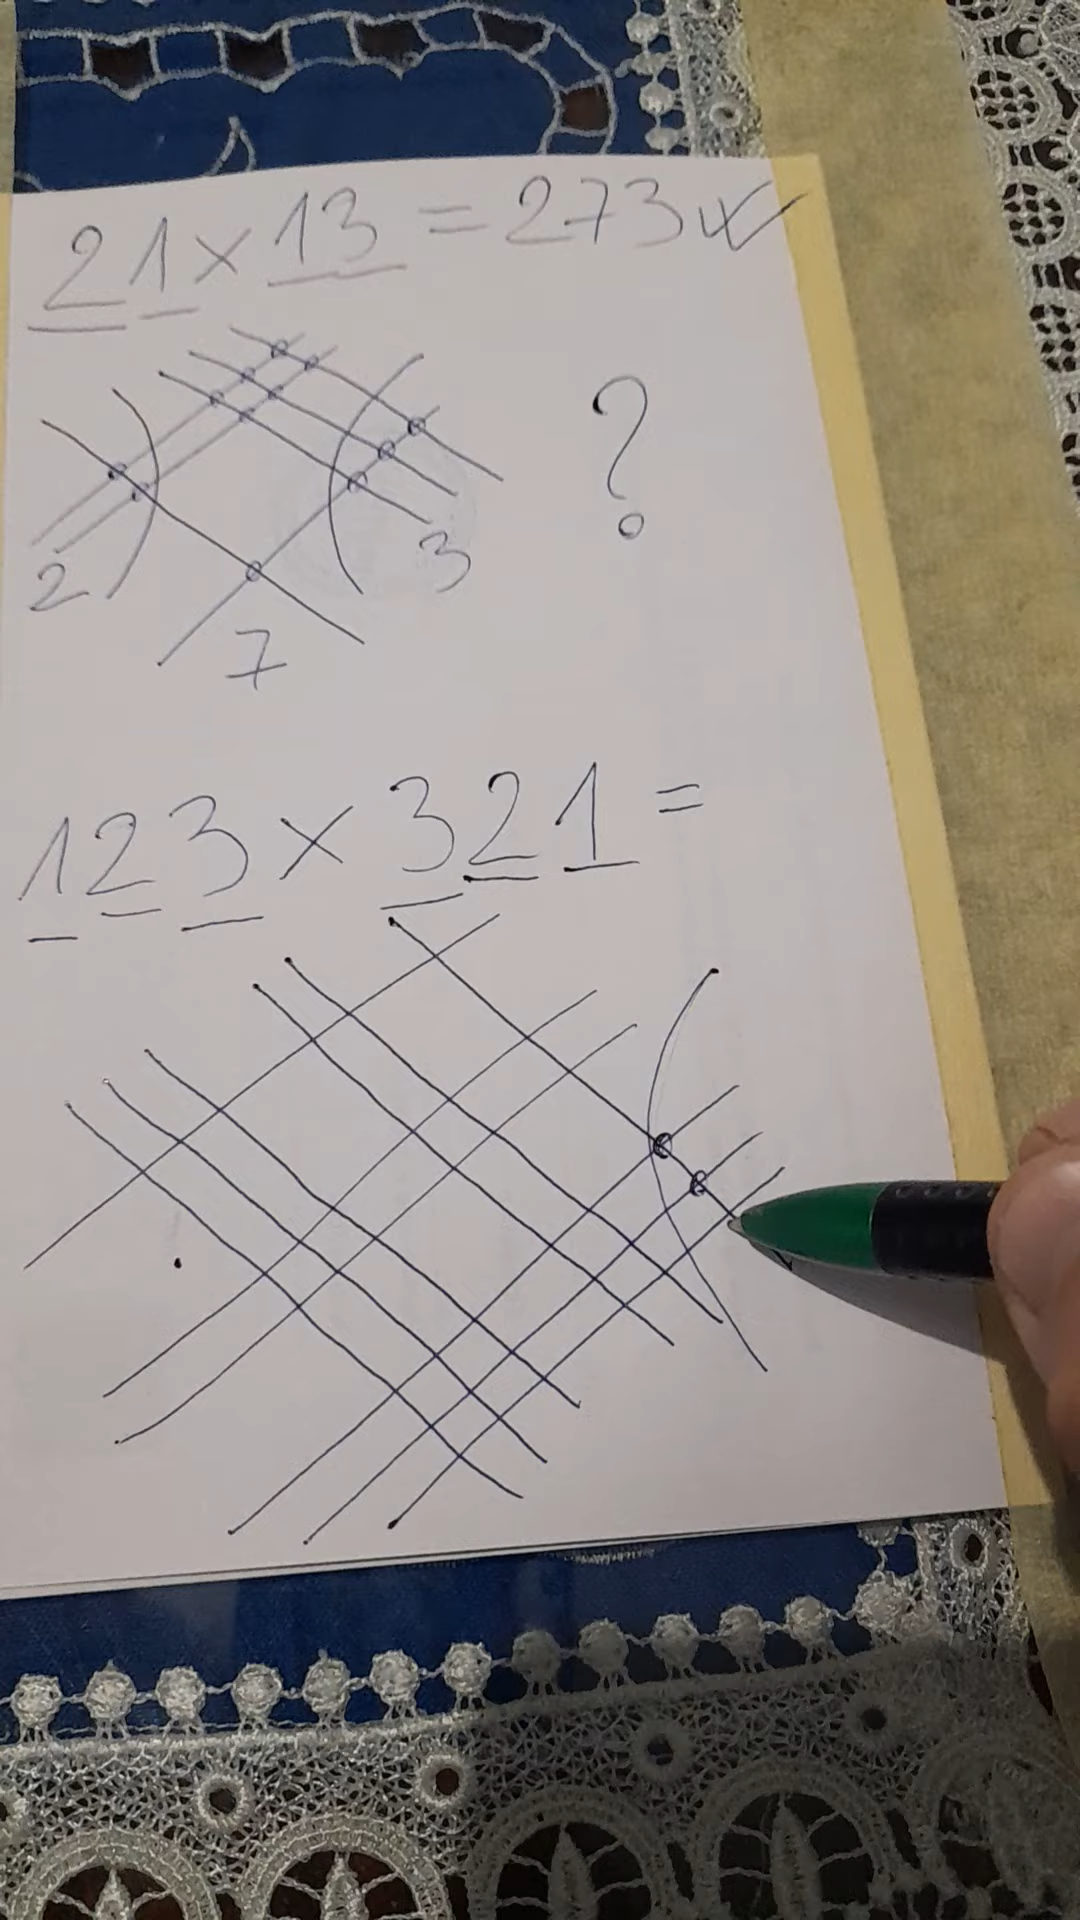 21 x 13 = 273
?
2
3
7
123 x 321 =